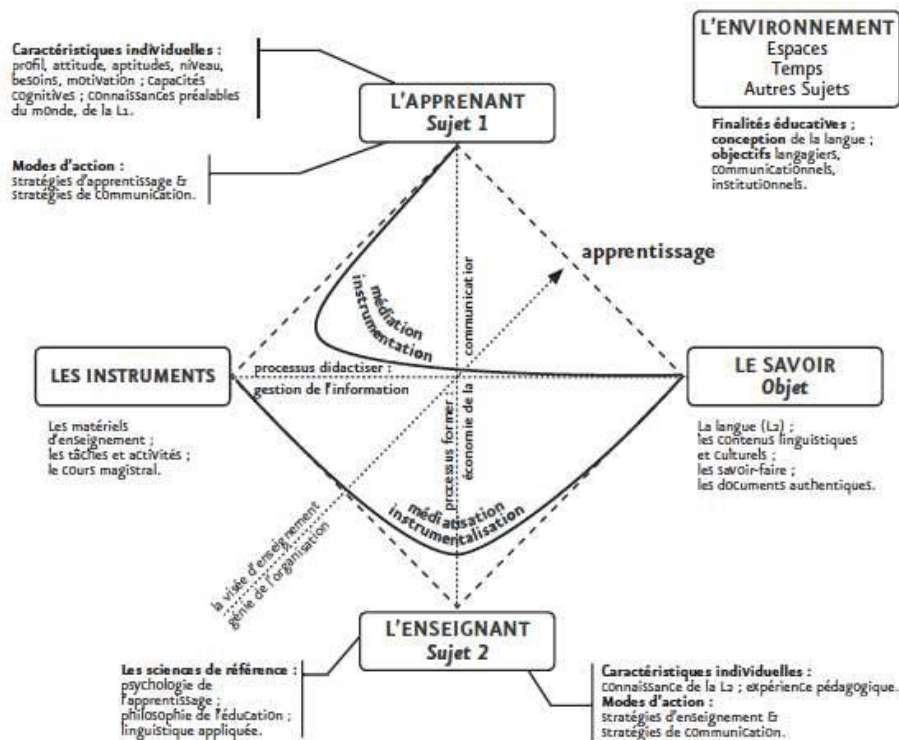 Caractéristiques individuelles :
profil, attitude, aptitudes, niveau,
besoins, motivation ; capacités
cognitives ; connaissances préalables
du monde, de la L1.
L'APPRENANT
Sujet 1
L'ENVIRONNEMENT
Espaces
Temps
Autres Sujets
Finalités éducatives ;
conception de la langue ;
objectifs langagiers,
communicationnels,
institutionnels.
Modes d'action :
stratégies d'apprentissage &
stratégies de communication.
apprentissage
médiation
instrumentation
communication
LES INSTRUMENTS
processus didactiser :
gestion de l'information
LE SAVOIR
Objet
Les matériels
d'enseignement ;
les tâches et activités ;
le cours magistral.
La langue (L2) ;
les contenus linguistiques
et culturels ;
les savoir-faire ;
les documents authentiques.
processus former
économie de la
médiatisation
instrumentalisation
la visée d'enseignement
génie de l'organisation
L'ENSEIGNANT
Sujet 2
Les sciences de référence :
psychologie de
l'apprentissage ;
philosophie de l'éducation ;
linguistique appliquée.
Caractéristiques individuelles :
connaissance de la L2 ; expérience pédagogique.
Modes d'action :
stratégies d'enseignement &
stratégies de communication.